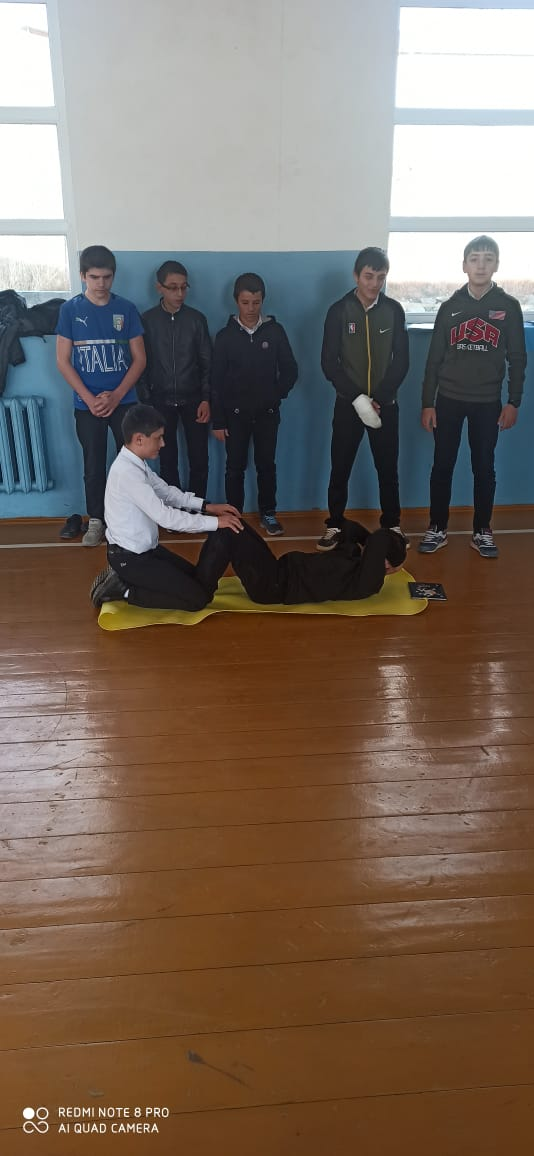 ITALIA
USA
BASKETBALL
REDMI NOTE 8 PRO
AI QUAD CAMERA